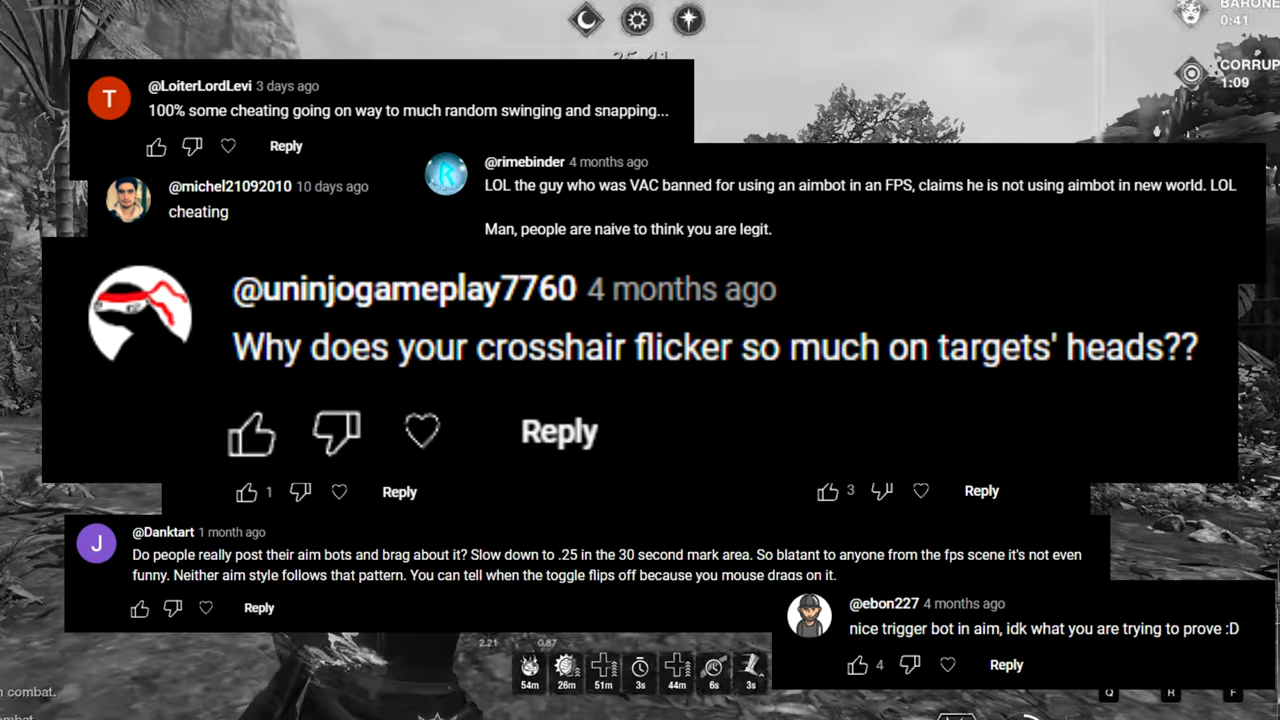 BARONE
0:41
25:41
CORRUP
1:09
@LoiterLordLevi 3 days ago
100% some cheating going on way to much random swinging and snapping...
Reply
@michel21092010 10 days ago
cheating
@rimebinder 4 months ago
LOL the guy who was VAC banned for using an aimbot in an FPS, claims he is not using aimbot in new world. LOL
Man, people are naive to think you are legit.
@uninjogameplay7760 4 months ago
Why does your crosshair flicker so much on targets' heads??
Reply
1 Reply
3 Reply
@Danktart 1 month ago
Do people really post their aim bots and brag about it? Slow down to .25 in the 30 second mark area. So blatant to anyone from the fps scene it's not even
funny. Neither aim style follows that pattern. You can tell when the toggle flips off because you mouse drags on it.
Reply
@ebon227 4 months ago
nice trigger bot in aim, idk what you are trying to prove :D
4 Reply
2.21 0.87
54m 26m 51m 3s 44m 6s 3s
n combat.
Q R F